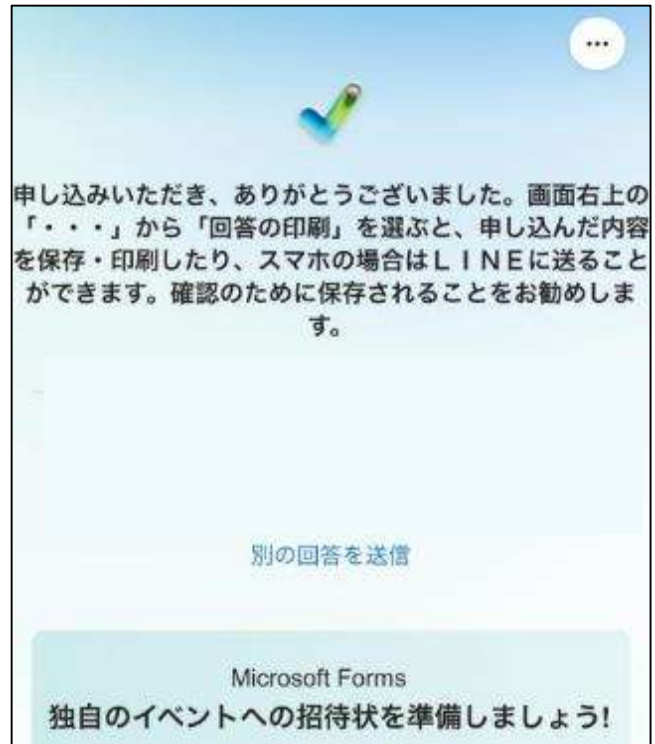 ...
申し込みいただき、ありがとうございました。画面右上の
「・・・」から「回答の印刷」を選ぶと、申し込んだ内容
を保存・印刷したり、スマホの場合はＬＩＮＥに送ること
ができます。確認のために保存されることをお勧めしま
す。
別の回答を送信
Microsoft Forms
独自のイベントへの招待状を準備しましょう!